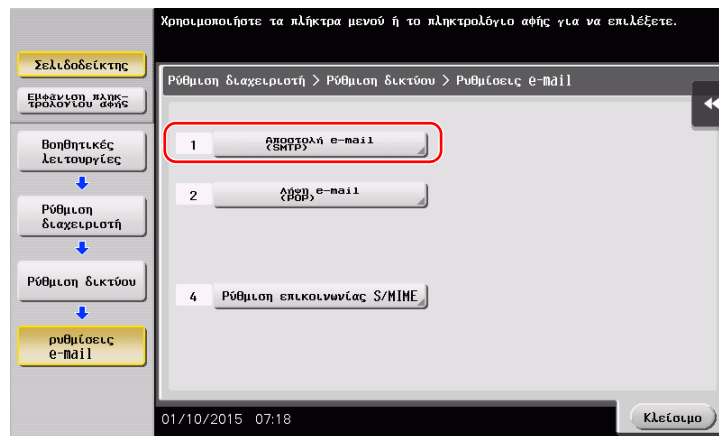 Χρησιμοποιήστε τα πλήκτρα μενού ή το πληκτρολόγιο αφής για να επιλέξετε.
Σελιδοδείκτης
Εμφάνιση πληκ-
τρολογίου αφής
Βοηθητικές
λειτουργίες
Ρύθμιση
διαχειριστή
Ρύθμιση δικτύου
ρυθμίσεις
e-mail
Ρύθμιση διαχειριστή > Ρύθμιση δικτύου > Ρυθμίσεις e-mail
1 Αποστολή e-mail
(SMTP)
2 Λήψη e-mail
(POP)
4 Ρύθμιση επικοινωνίας S/MIME
01/10/2015 07:18
Κλείσιμο